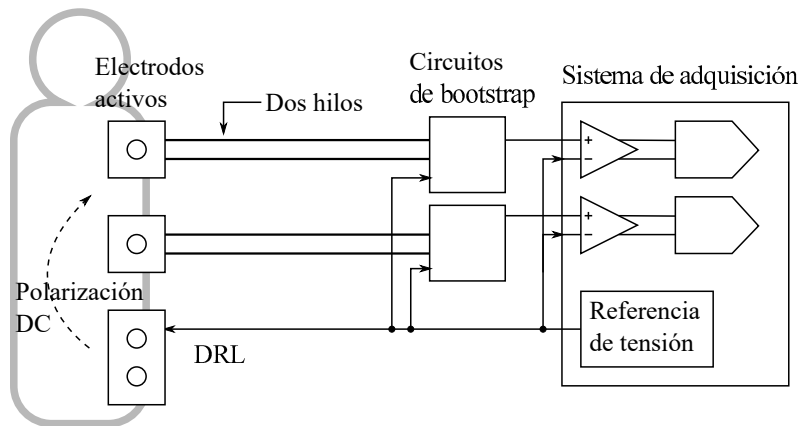 Electrodos
activos
Dos hilos
Circuitos
de bootstrap
Sistema de adquisición
+
−
+
−
Polarización
DC
DRL
Referencia
de tensión